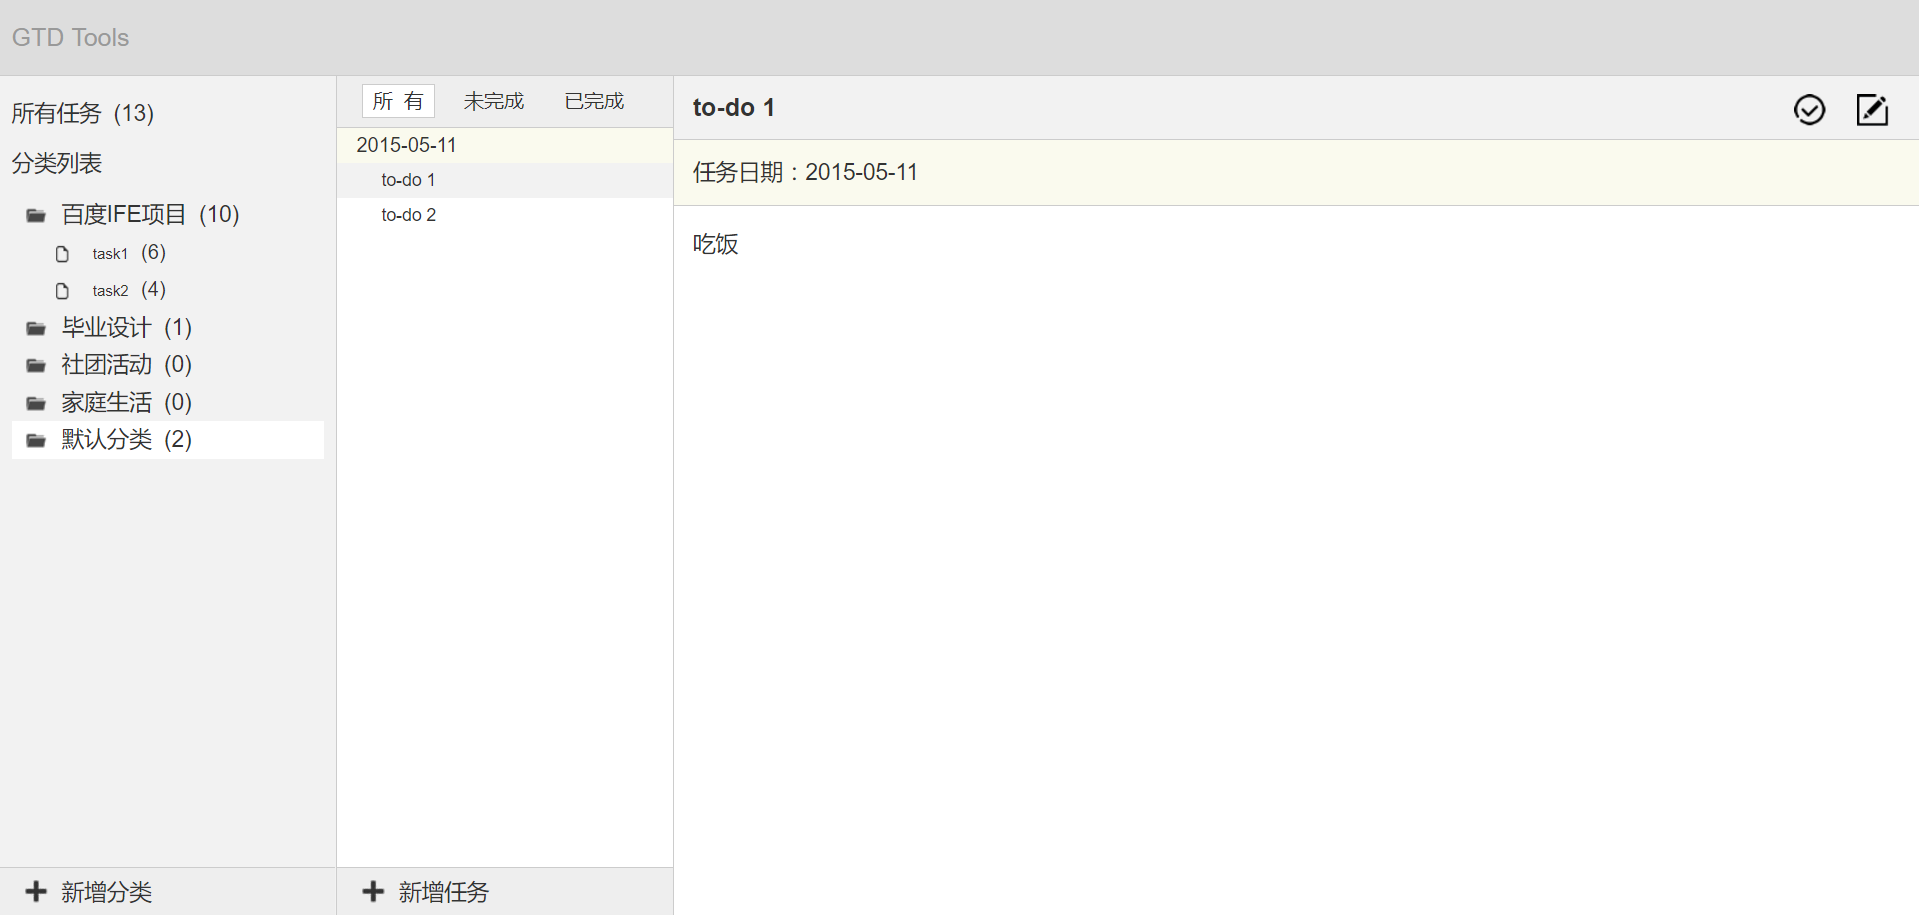 GTD Tools
所有任务 (13)
分类列表
百度IFE项目 (10)
task1 (6)
task2 (4)
毕业设计 (1)
社团活动 (0)
家庭生活 (0)
默认分类 (2)
新增分类
所 有 未完成 已完成
2015-05-11
to-do 1
to-do 2
新增任务
to-do 1
任务日期：2015-05-11
吃饭